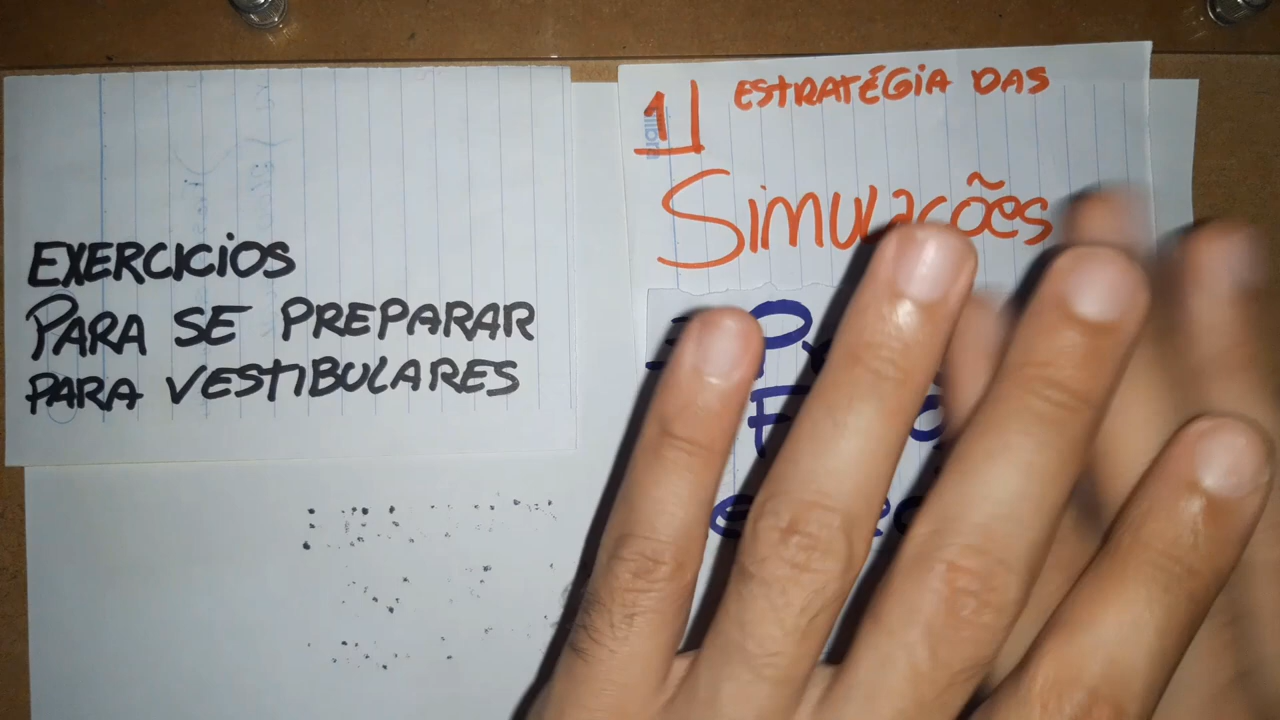 EXERCICIOS
PARA SE PREPARAR
PARA VESTIBULARES
1
ESTRATÉGIA DAS
Simulações